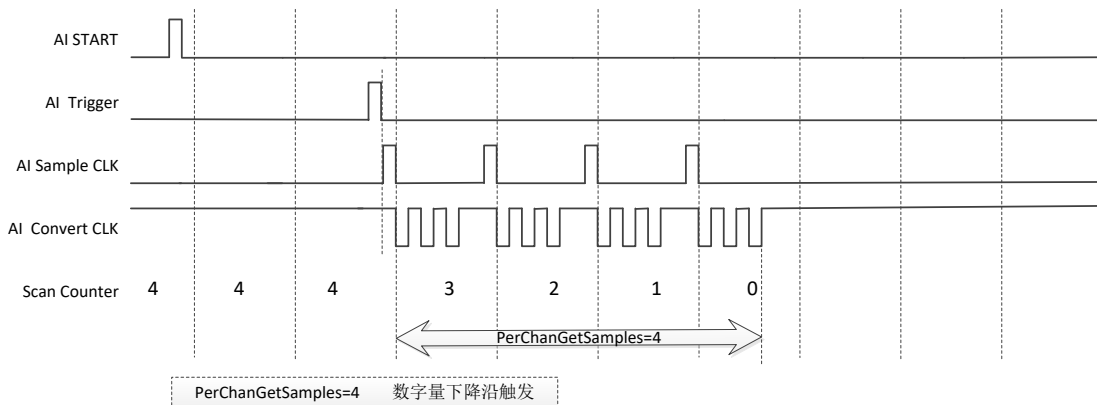 AI START
AI Trigger
AI Sample CLK
AI Convert CLK
Scan Counter 4 4 4 3 2 1 0
PerChanGetSamples=4
PerChanGetSamples=4 数字量下降沿触发